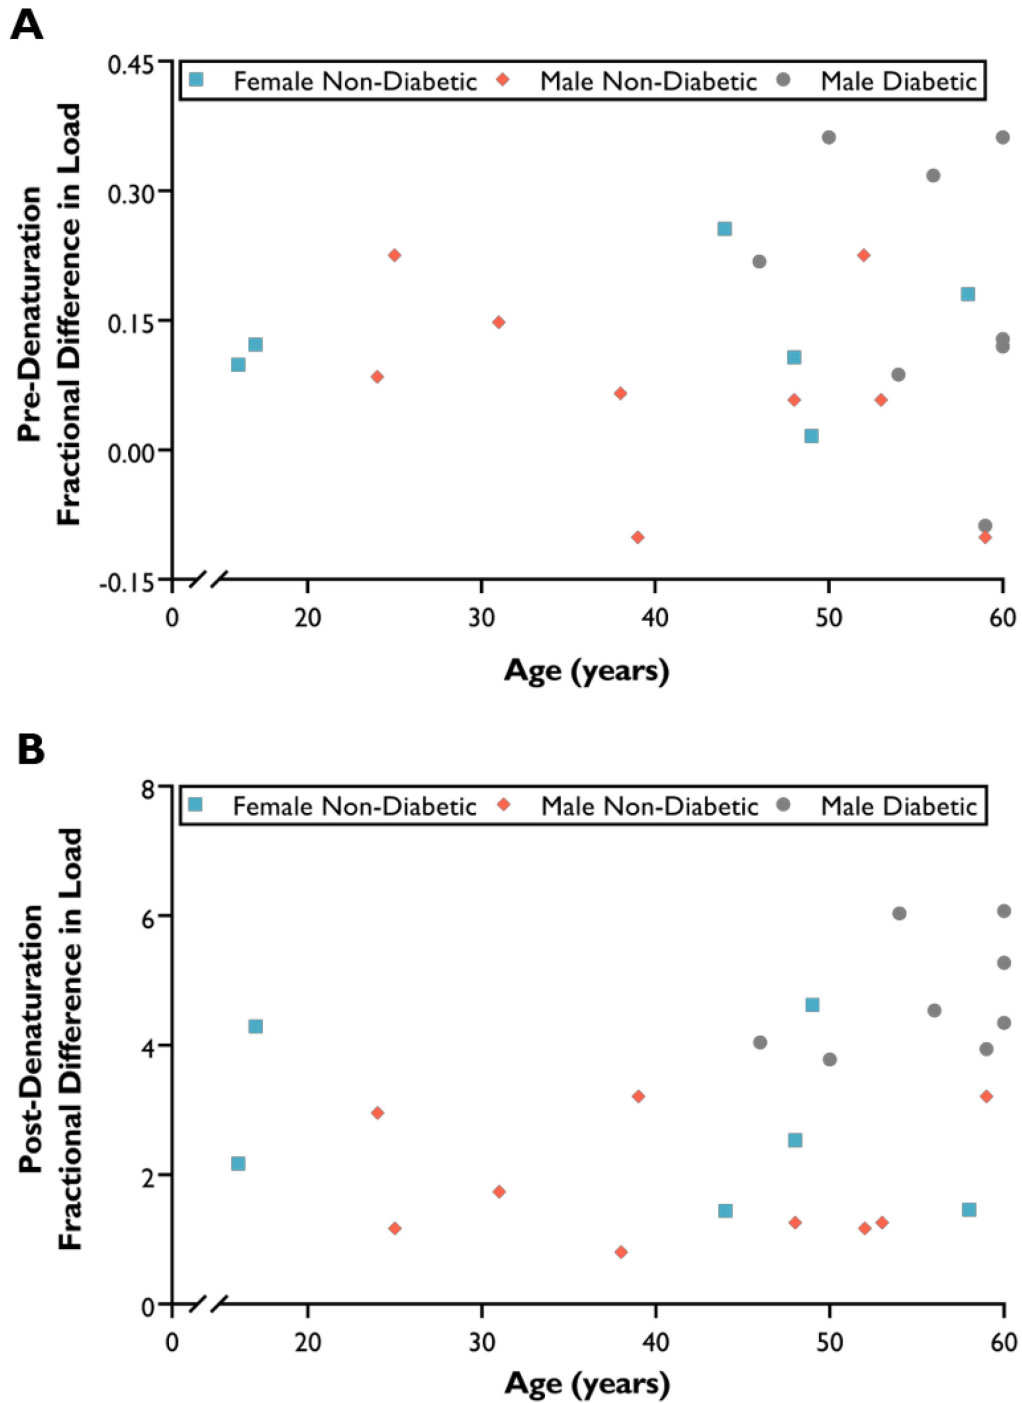 A
0.45
Female Non-Diabetic Male Non-Diabetic Male Diabetic
0.30
0.15
0.00
-0.15
Pre-Denaturation
Fractional Difference in Load
0 20 30 40 50 60
Age (years)
B
8
Female Non-Diabetic Male Non-Diabetic Male Diabetic
6
4
2
0
Post-Denaturation
Fractional Difference in Load
0 20 30 40 50 60
Age (years)